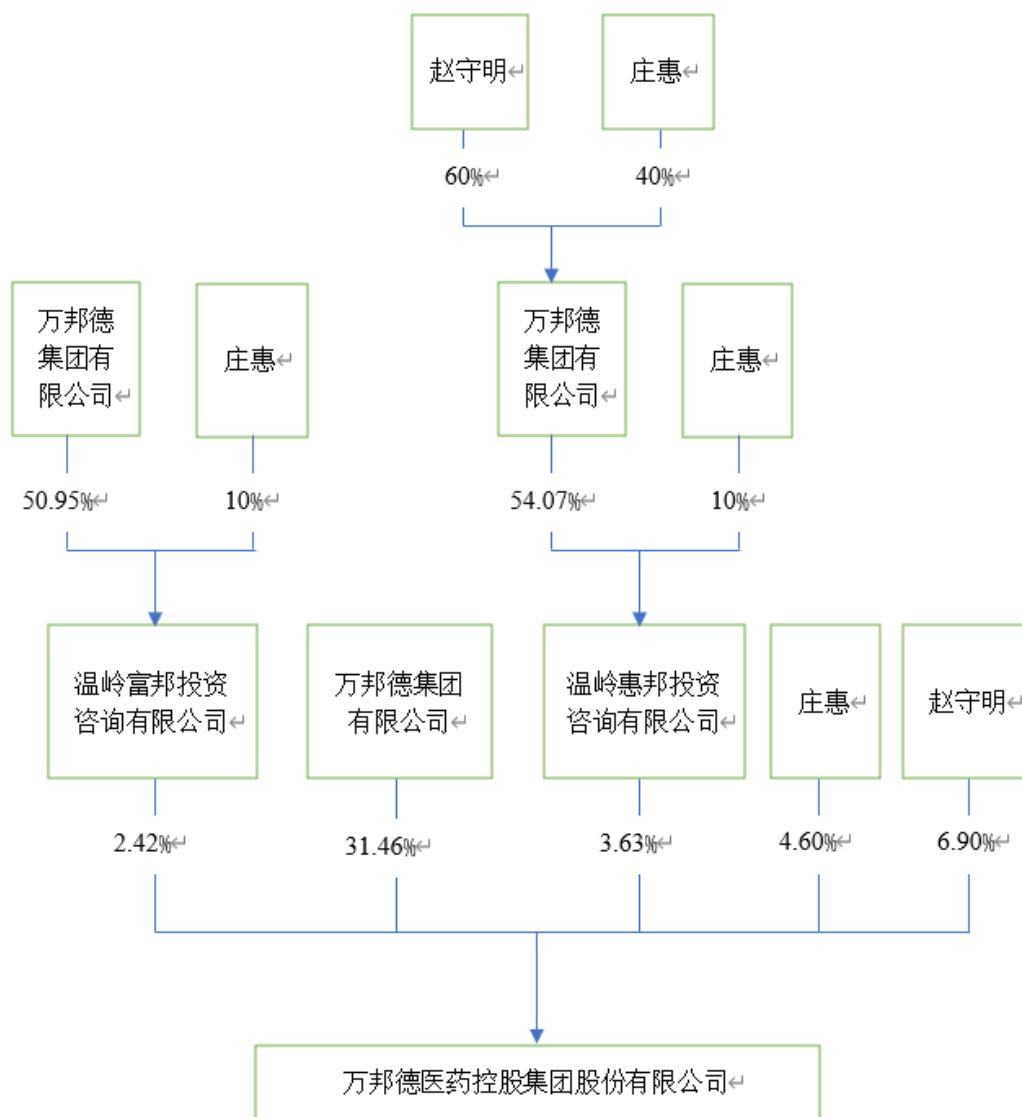 赵守明↵
庄惠↵
60%↵
40%↵
万邦德
集团有
限公司↵
庄惠↵
万邦德
集团有
限公司↵
庄惠↵
50.95%↵
10%↵
54.07%↵
10%↵
温岭富邦投资
咨询有限公司↵
万邦德集团
有限公司↵
温岭惠邦投资
咨询有限公司↵
庄惠↵
赵守明↵
2.42%↵
31.46%↵
3.63%↵
4.60%↵
6.90%↵
万邦德医药控股集团股份有限公司↵